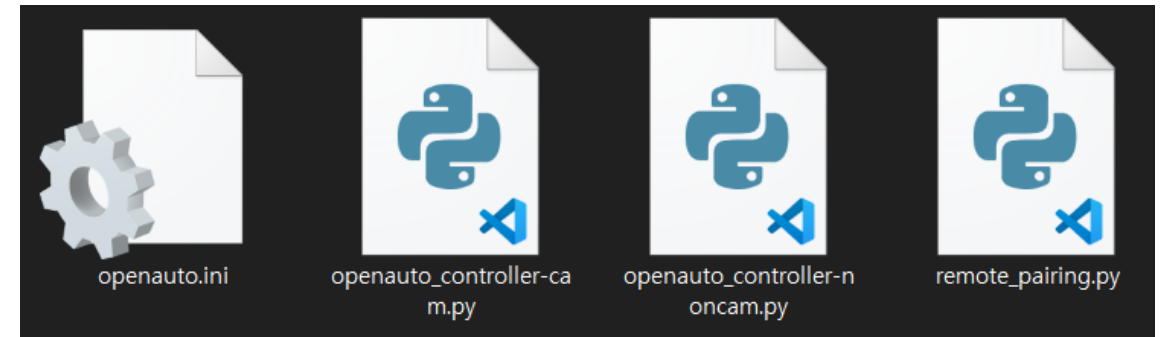 openauto.ini
openauto_controller-ca
m.py
openauto_controller-n
oncam.py
remote_pairing.py